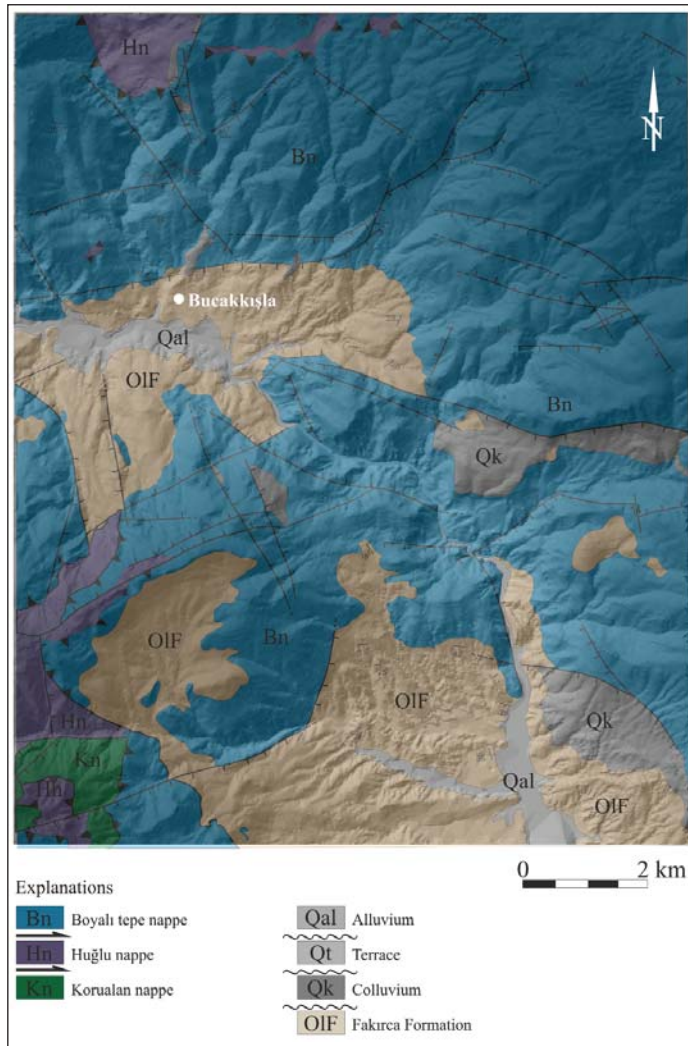 Hn
Bn
N
Bucakkışla
Qal
OlF
Bn
Qk
OlF
Bn
OlF
Qk
Hn
Kn
Hn
Qal
OlF
0 2 km
Explanations
Bn Boyalı tepe nappe
Hn Huğlu nappe
Kn Korualan nappe
Qal Alluvium
Qt Terrace
Qk Colluvium
OlF Fakırca Formation